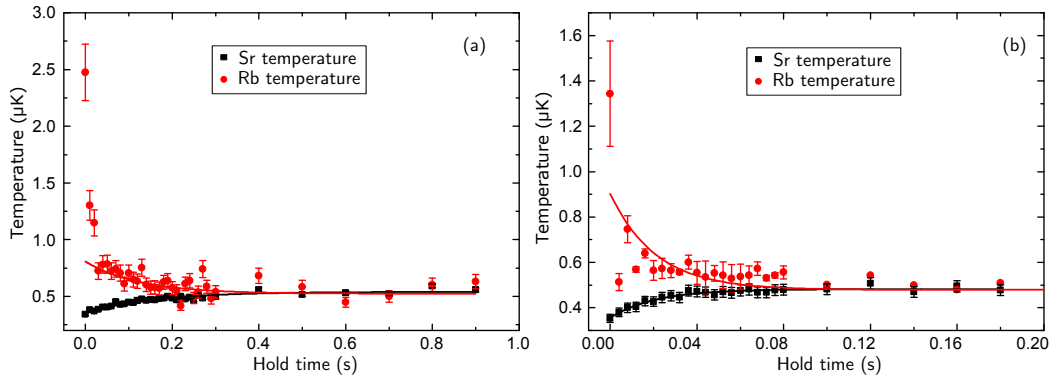 (a)
Sr temperature
Rb temperature
Temperature (µK)
3.0
2.5
2.0
1.5
1.0
0.5
0.0
0.2
0.4
0.6
0.8
1.0
Hold time (s)
(b)
Sr temperature
Rb temperature
Temperature (µK)
1.6
1.4
1.2
1.0
0.8
0.6
0.4
0.00
0.04
0.08
0.12
0.16
0.20
Hold time (s)